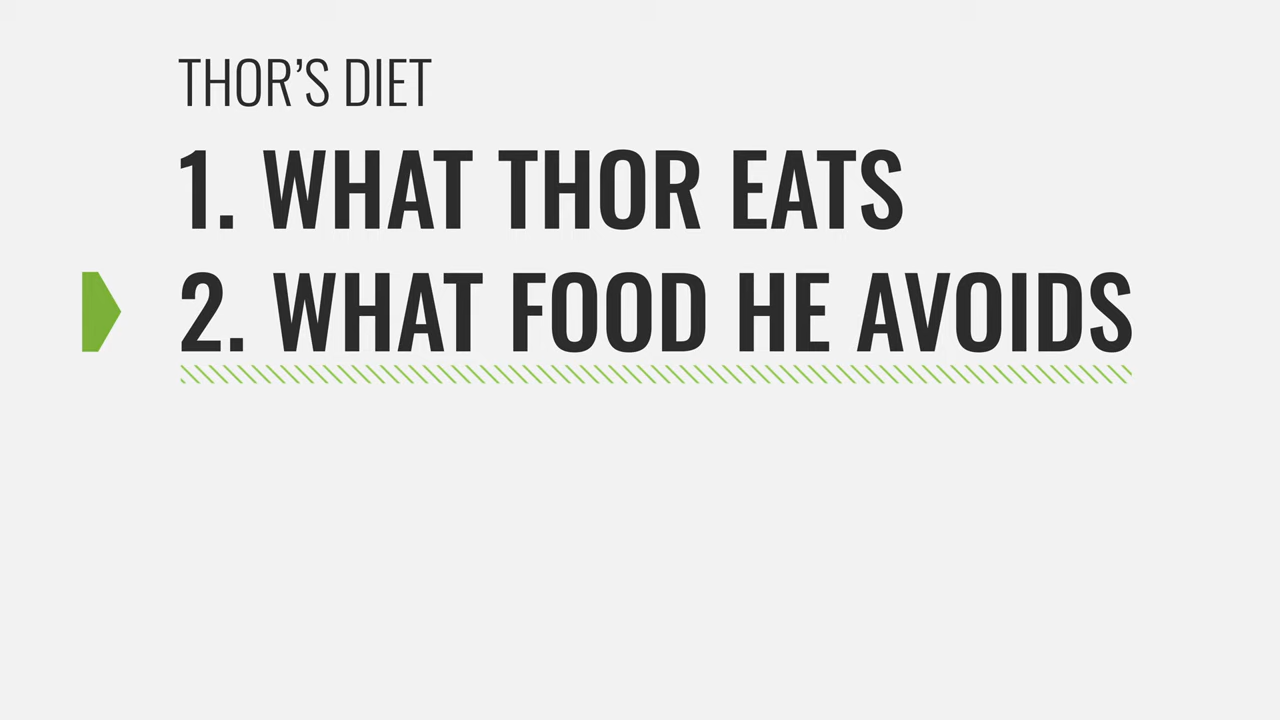 THOR’S DIET
1. WHAT THOR EATS
2. WHAT FOOD HE AVOIDS